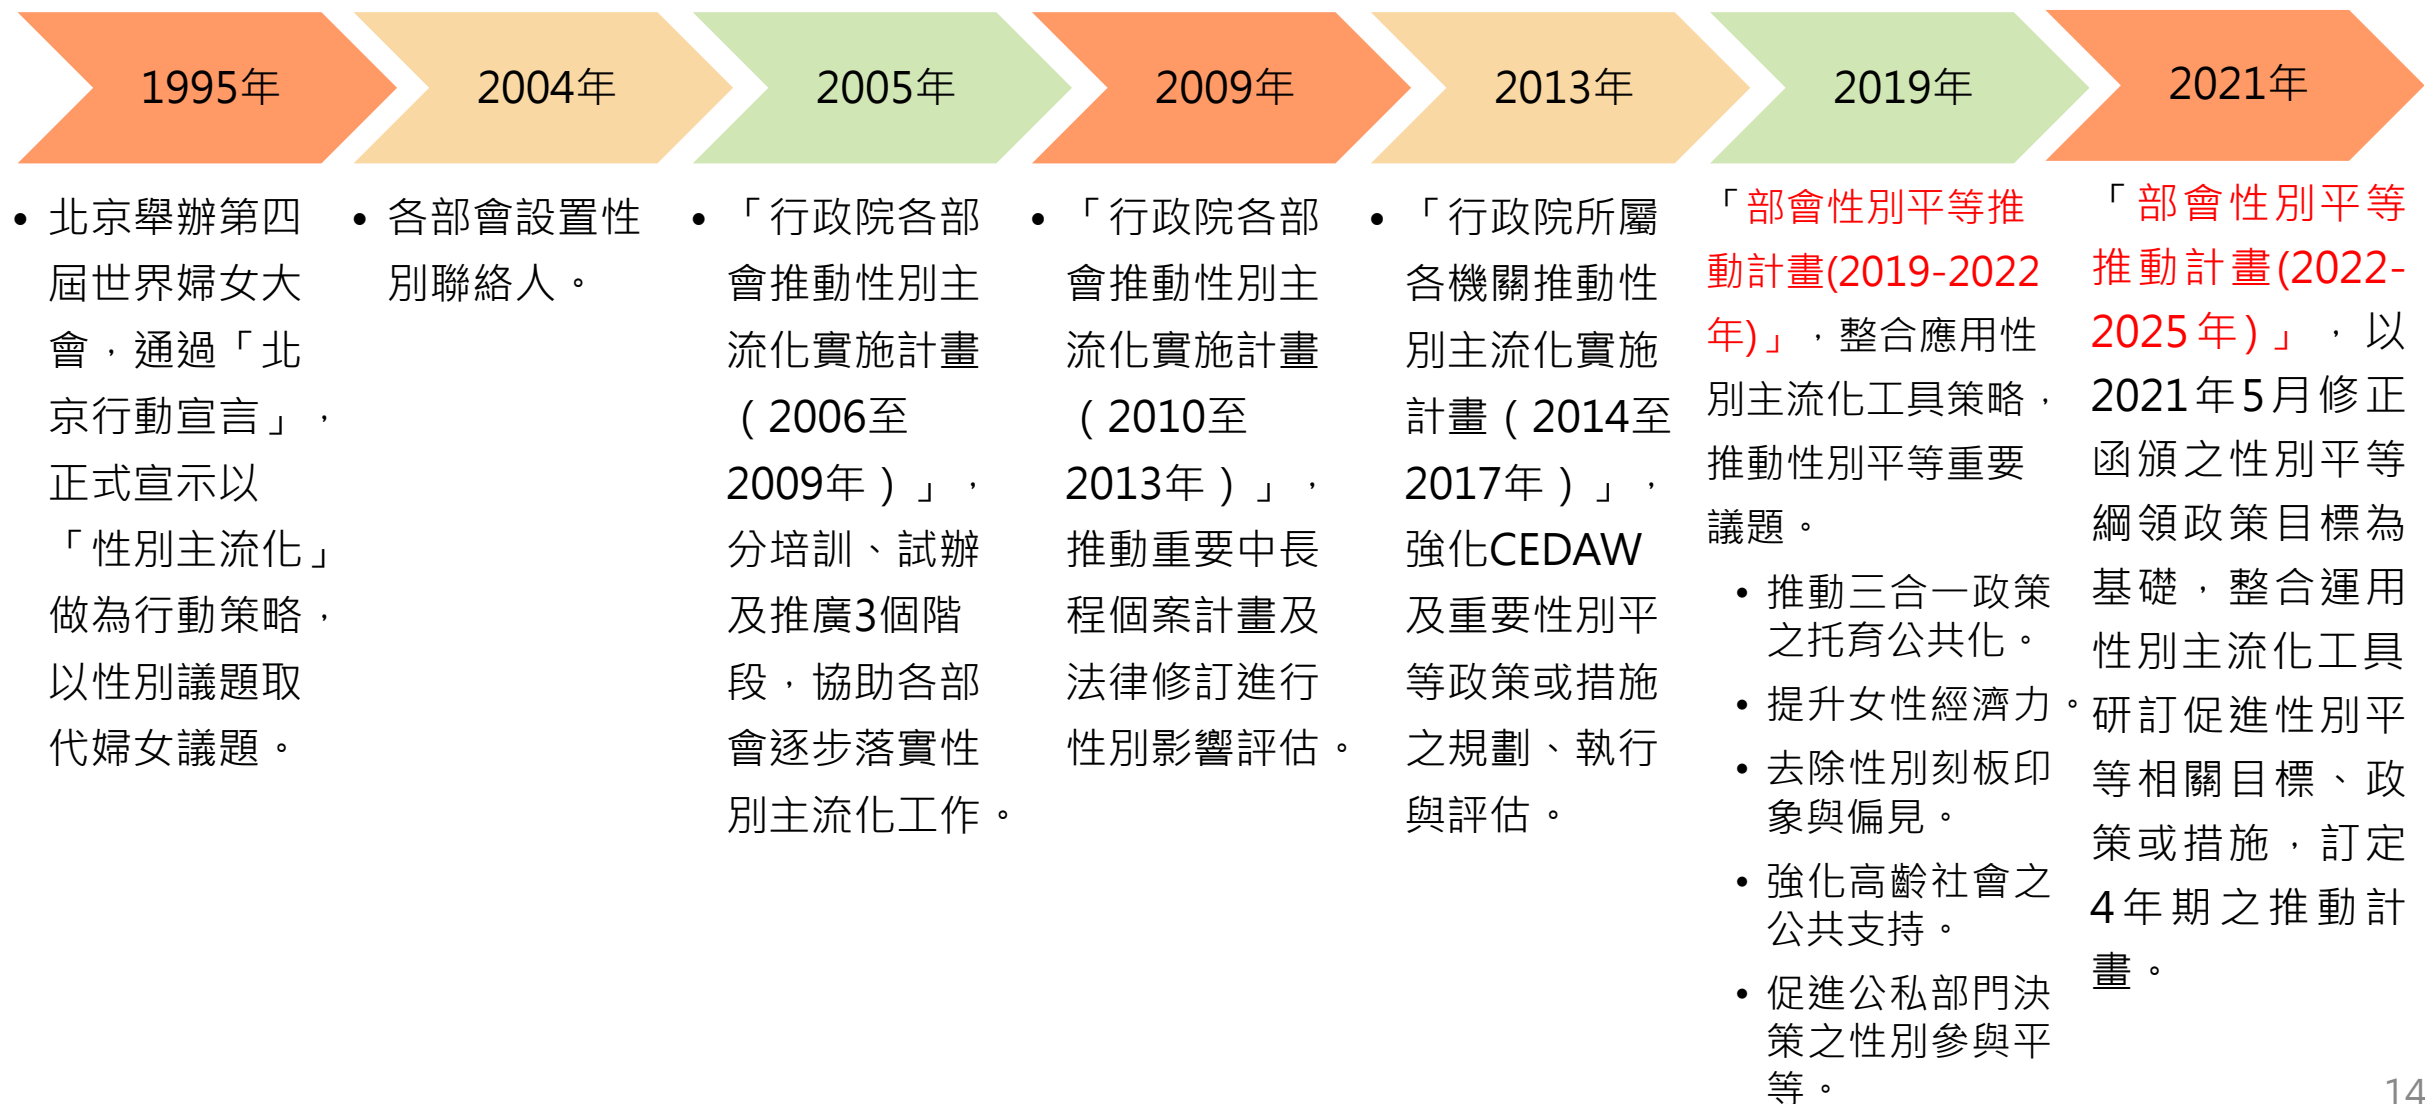 1995年
2004年
2005年
2009年
2013年
2019年
2021年
• 北京舉辦第四
屆世界婦女大
會，通過「北
京行動宣言」，
正式宣示以
「性別主流化」
做為行動策略，
以性別議題取
代婦女議題。
• 各部會設置性
別聯絡人。
• 「行政院各部
會推動性別主
流化實施計畫
（2006至
2009年）」，
分培訓、試辦
及推廣3個階
段，協助各部
會逐步落實性
別主流化工作。
• 「行政院各部
會推動性別主
流化實施計畫
（2010至
2013年）」，
推動重要中長
程個案計畫及
法律修訂進行
性別影響評估。
• 「行政院所屬
各機關推動性
別主流化實施
計畫（2014至
2017年）」，
強化CEDAW
及重要性別平
等政策或措施
之規劃、執行
與評估。
「部會性別平等推
動計畫(2019-2022
年)」，整合應用性
別主流化工具策略，
推動性別平等重要
議題。
• 推動三合一政策
之托育公共化。
• 提升女性經濟力。
• 去除性別刻板印
象與偏見。
• 強化高齡社會之
公共支持。
• 促進公私部門決
策之性別參與平
等。
「部會性別平等
推動計畫(2022-
2025年)」，以
2021年5月修正
函頒之性別平等
綱領政策目標為
基礎，整合運用
性別主流化工具
研訂促進性別平
等相關目標、政
策或措施，訂定
4年期之推動計
畫。
14